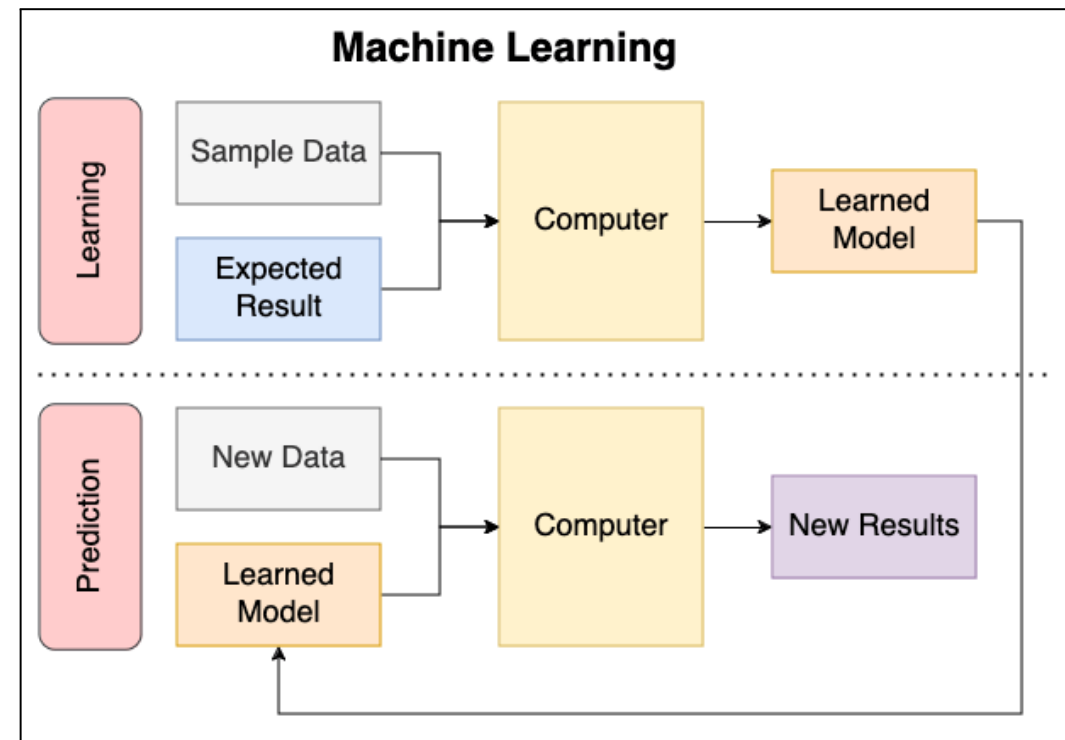 Machine Learning
Learning
Sample Data
Expected
Result
Computer
Learned
Model
Prediction
New Data
Learned
Model
Computer
New Results